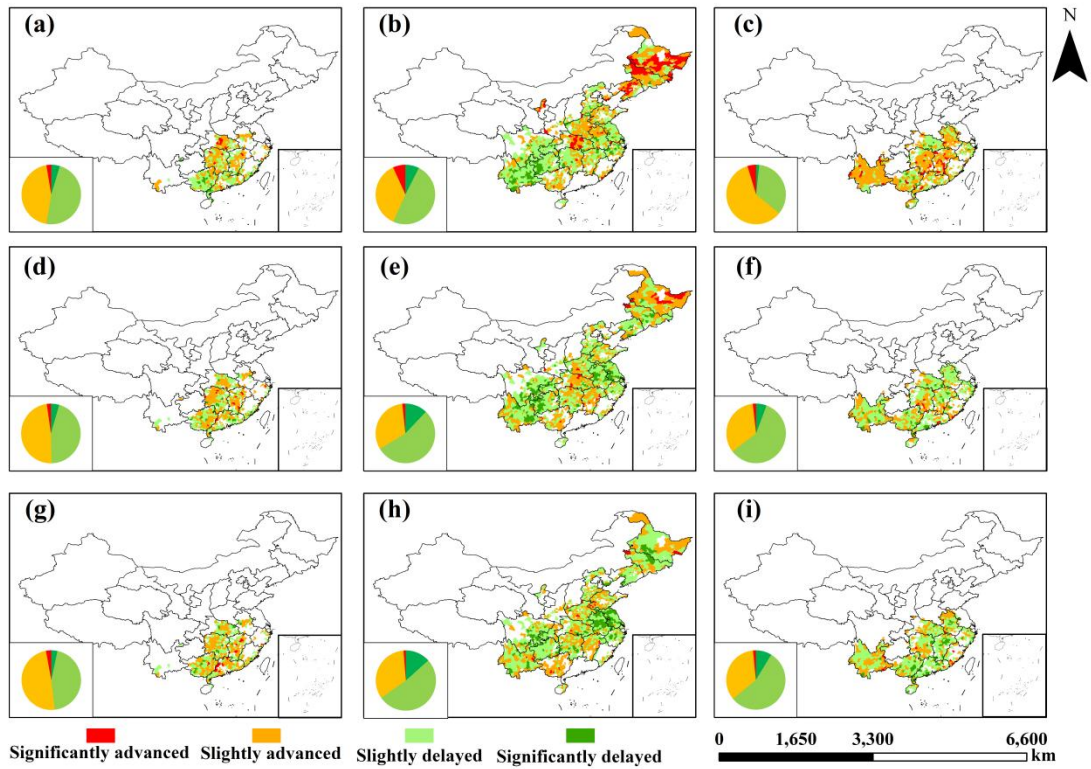 (a)
(b)
(c)
N
(d)
(e)
(f)
(g)
(h)
(i)
Significantly advanced
Slightly advanced
Slightly delayed
Significantly delayed
0 1,650 3,300 6,600
km